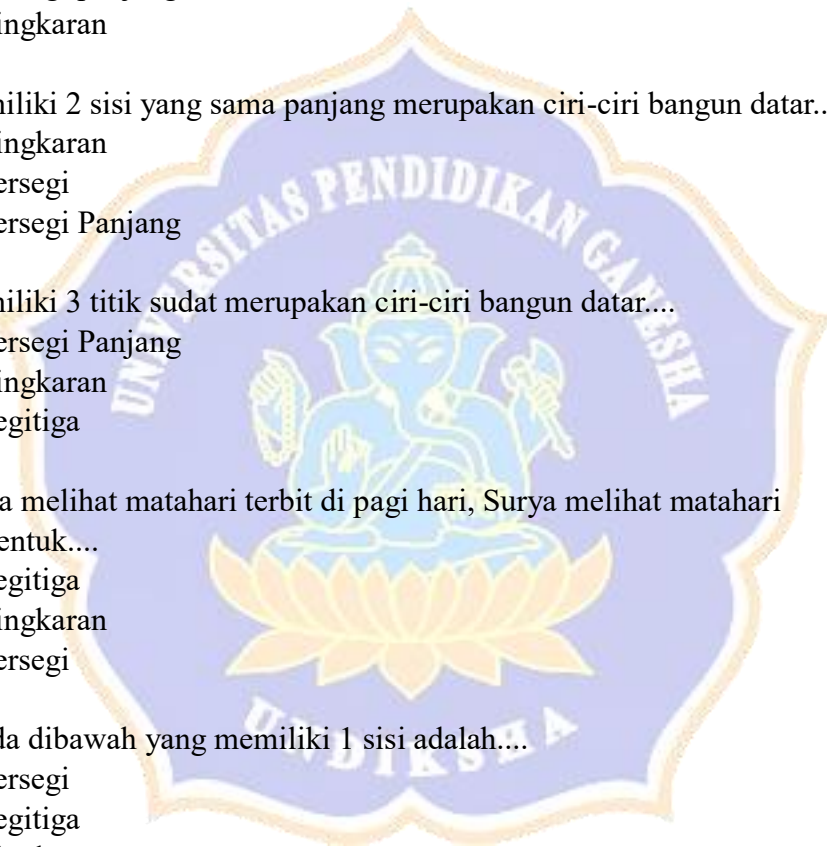 ingkaran
niliki 2 sisi yang sama panjang merupakan ciri-ciri bangun datar..
ingkaran
ersegi
ersegi Panjang
niliki 3 titik sudat merupakan ciri-ciri bangun datar....
ersegi Panjang
ingkaran
egitiga
a melihat matahari terbit di pagi hari, Surya melihat matahari
entuk....
egitiga
ingkaran
ersegi
da dibawah yang memiliki 1 sisi adalah....
ersegi
egitiga
UNIVERSITAS PENDIDIKAN GANESHA
UNDIKSHA